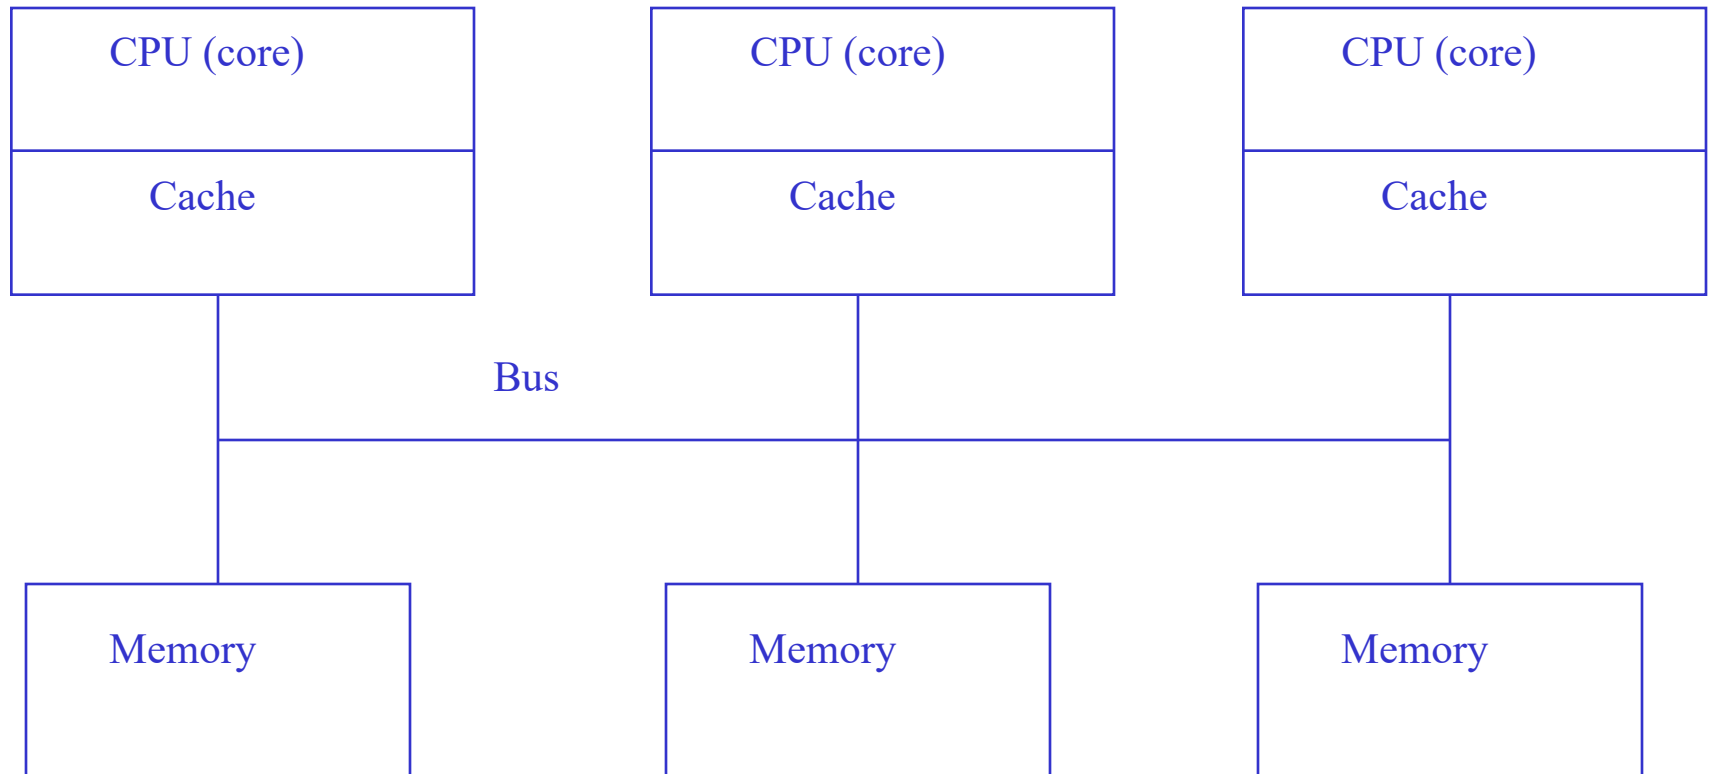 CPU (core)
CPU (core)
CPU (core)
Cache
Cache
Cache
Bus
Memory
Memory
Memory